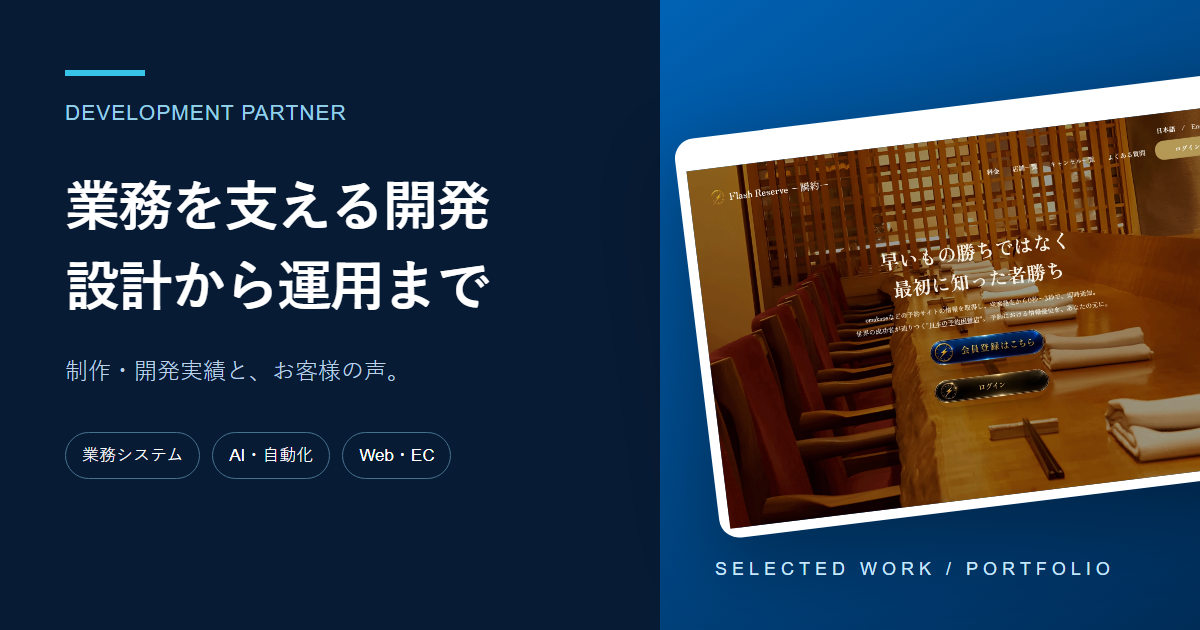 DEVELOPMENT PARTNER
業務を支える開発
設計から運用まで
制作・開発実績と、お客様の声。
業務システム
AI・自動化
Web・EC
日本語 /
Flash Reserve ~ 瞬約 ~
料金
よくある質問
早いもの勝ちではなく
最初に知った者勝ち
会員登録はこちら
ログイン
SELECTED WORK / PORTFOLIO